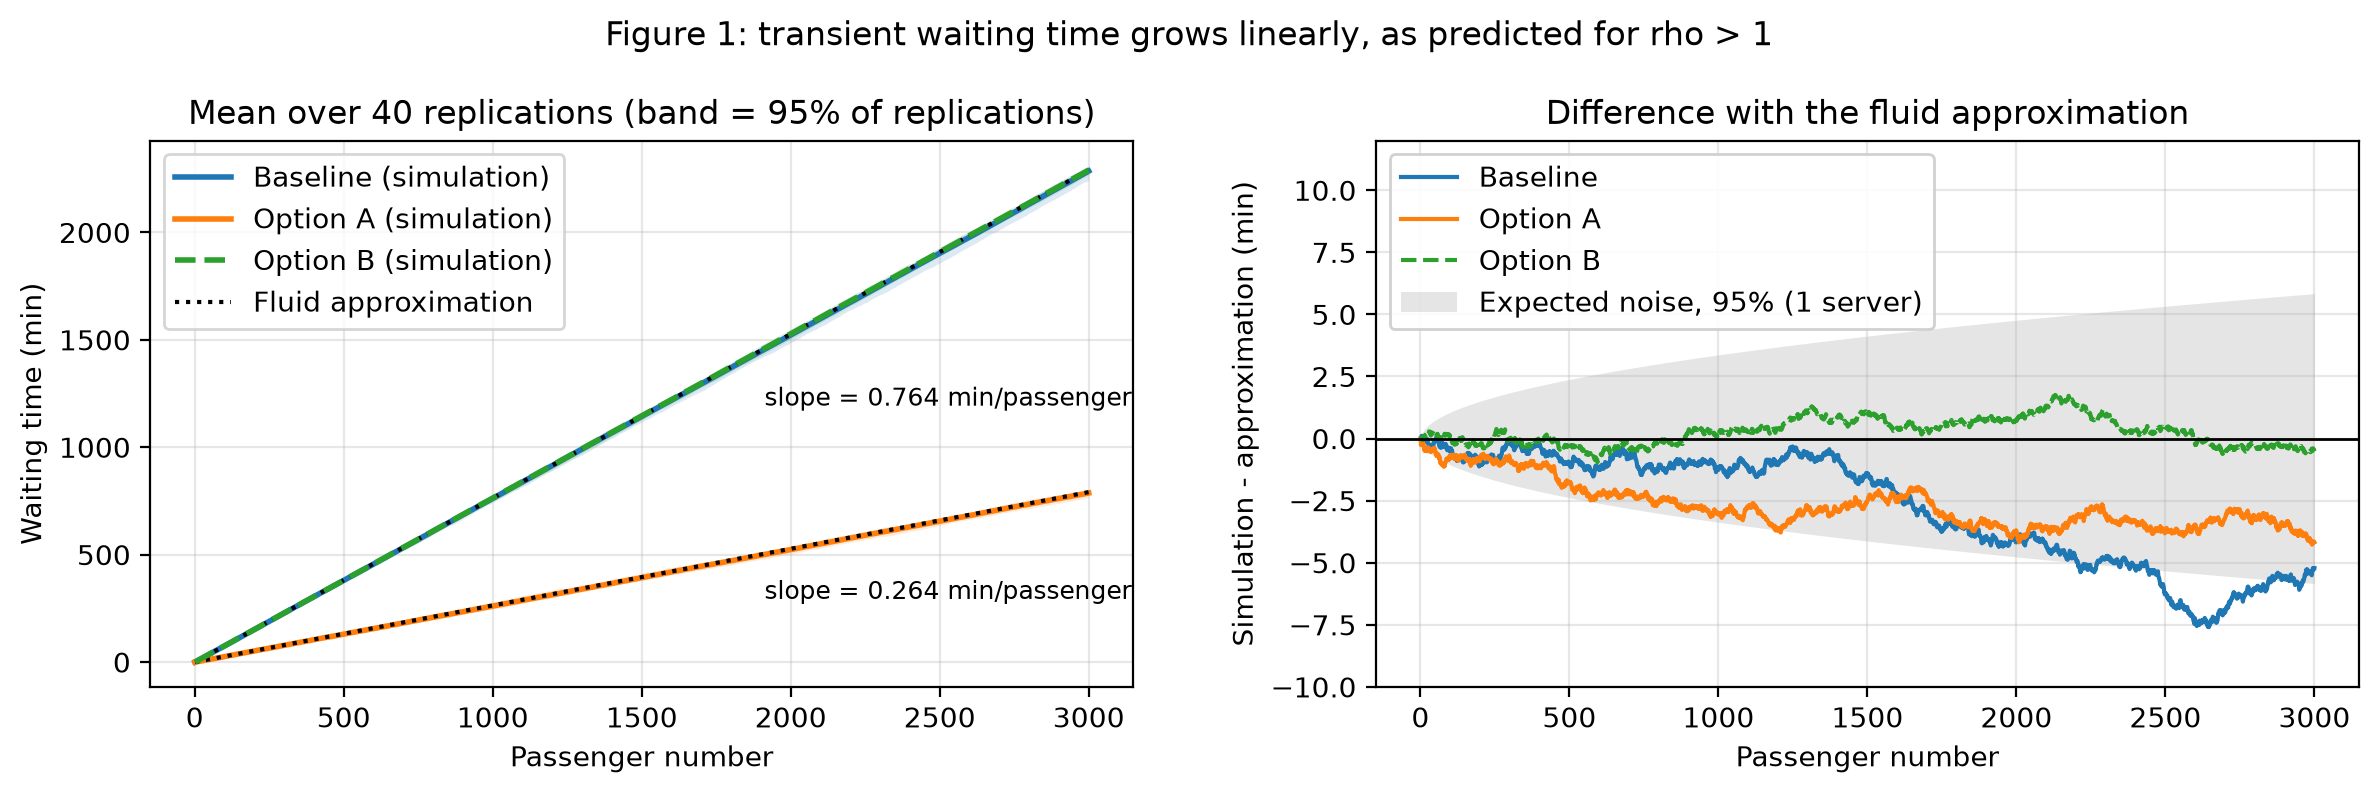 Figure 1: transient waiting time grows linearly, as predicted for rho > 1
Mean over 40 replications (band = 95% of replications)
Baseline (simulation)
Option A (simulation)
Option B (simulation)
Fluid approximation
Waiting time (min)
2000
1500
1000
500
0
slope = 0.764 min/passenger
slope = 0.264 min/passenger
0 500 1000 1500 2000 2500 3000
Passenger number
Difference with the fluid approximation
Baseline
Option A
Option B
Expected noise, 95% (1 server)
Simulation - approximation (min)
10.0
7.5
5.0
2.5
0.0
−2.5
−5.0
−7.5
−10.0
0 500 1000 1500 2000 2500 3000
Passenger number